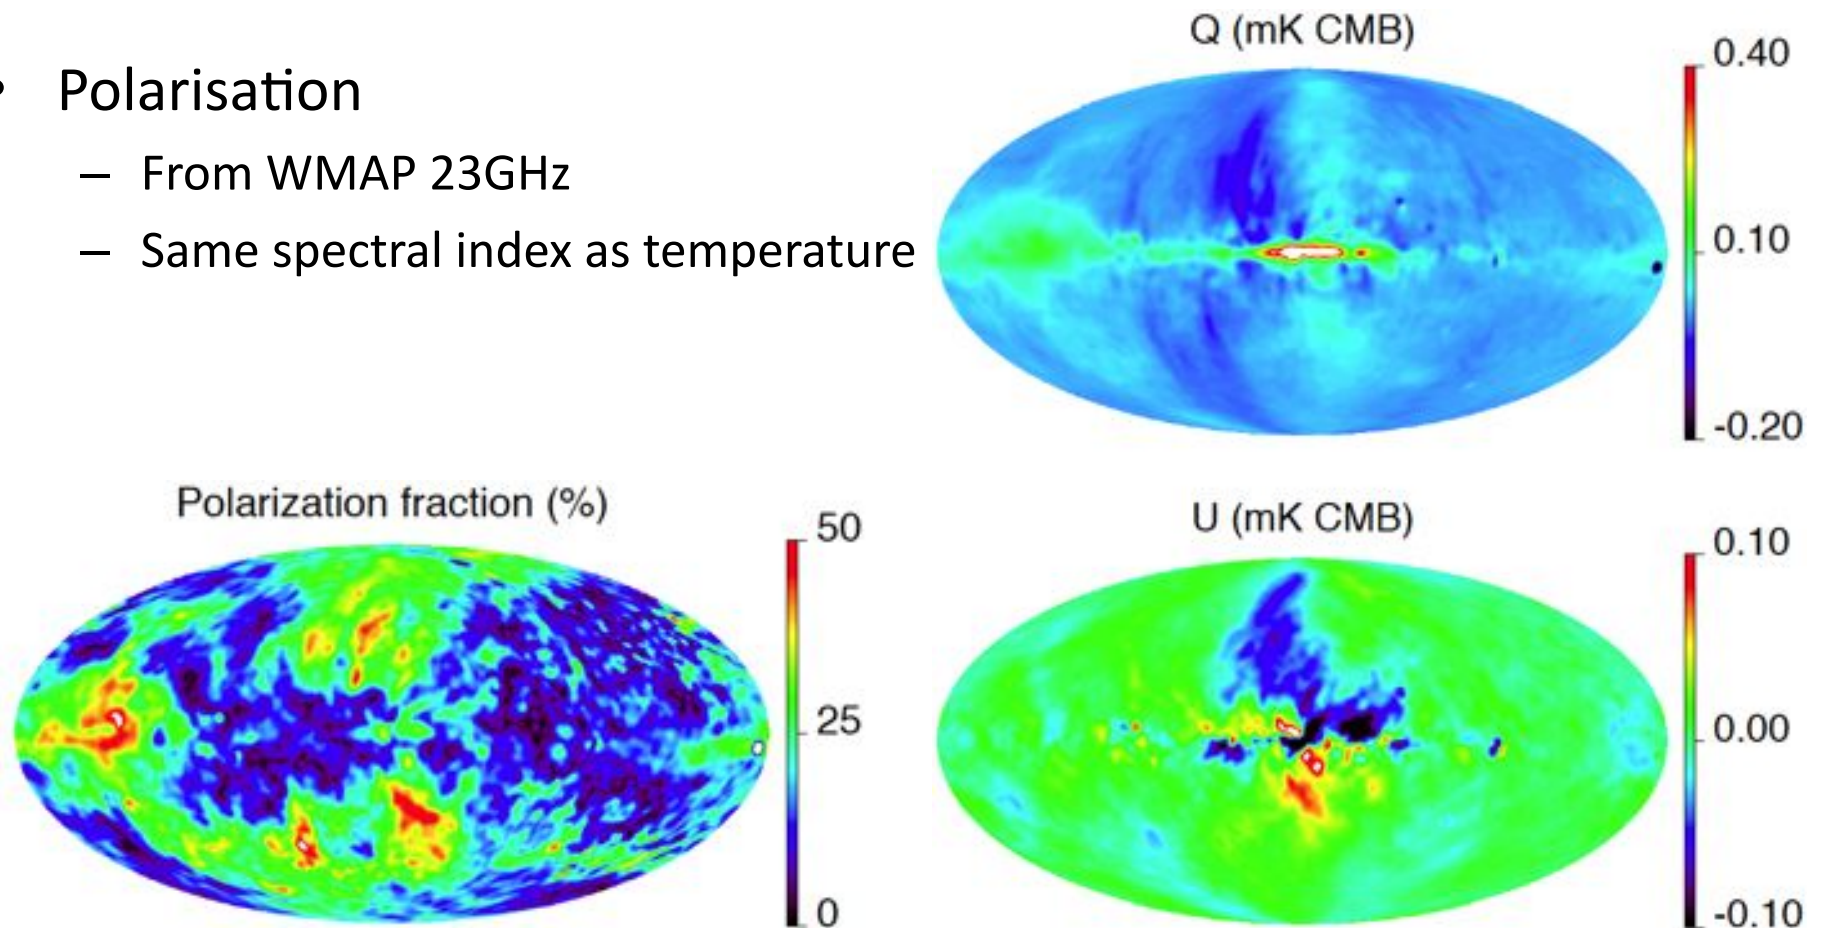 • Polarisation
– From WMAP 23GHz
– Same spectral index as temperature
Q (mK CMB)
0.40
0.10
-0.20
Polarization fraction (%)
50
25
0
U (mK CMB)
0.10
0.00
-0.10